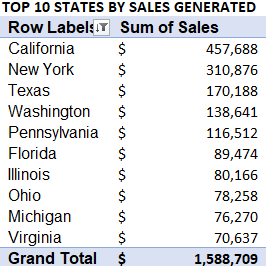 TOP 10 STATES BY SALES GENERATED
Row Labels Sum of Sales
California $ 457,688
New York $ 310,876
Texas $ 170,188
Washington $ 138,641
Pennsylvania $ 116,512
Florida $ 89,474
Illinois $ 80,166
Ohio $ 78,258
Michigan $ 76,270
Virginia $ 70,637
Grand Total $ 1,588,709